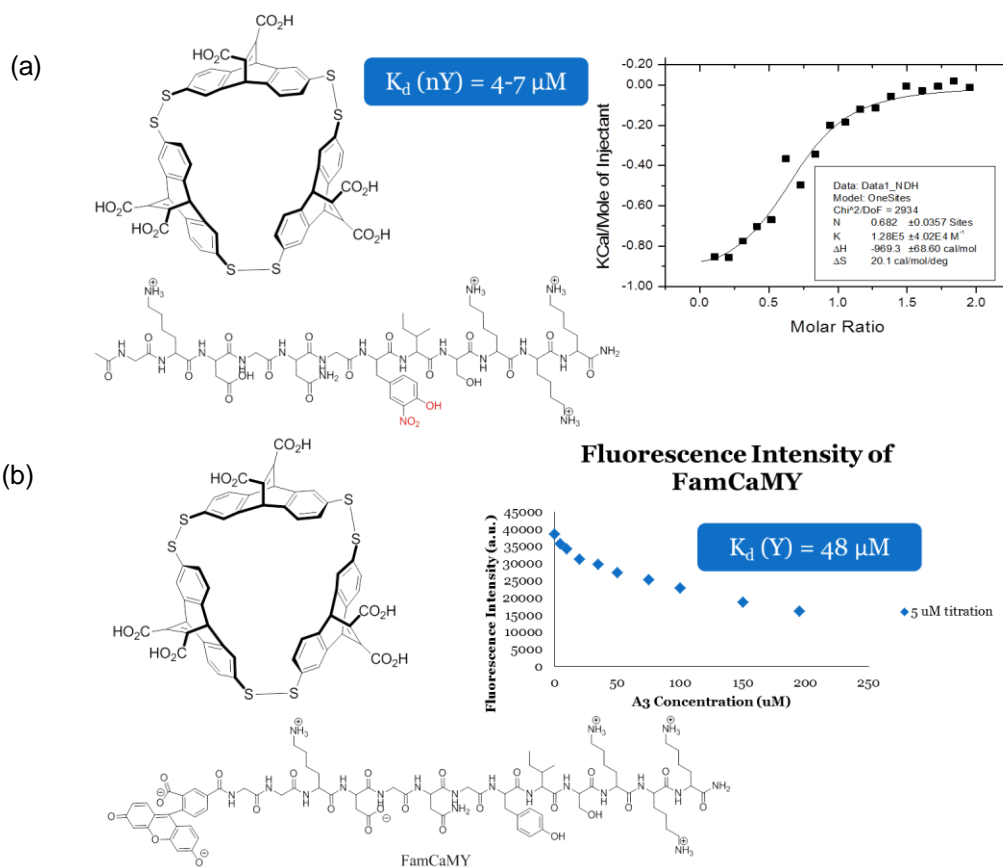 (a)
CO₂H
CO₂H
S
S
S
S
HO₂C
HO₂C
CO₂H
CO₂H
S
S
K_d (nY) = 4-7 µM
-0.20
0.00
-0.20
-0.40
-0.60
-0.80
-1.00
KCal/Mole of Injectant
Data: Data1_NDH
Model: OneSites
Chi^2/DoF = 2934
N 0.682 ±0.0357 Sites
K 1.28E5 ±4.02E4 M⁻¹
ΔH -969.3 ±68.60 cal/mol
ΔS 20.1 cal/mol/deg
0.0 0.5 1.0 1.5 2.0
Molar Ratio
⊕ NH₃
⊕ NH₃
⊕ NH₃
O H N O H N O H N O H N O H N O H N O
N H O N H O N H O N H O N H O N H NH₂
OH
O
O NH₂
OH
OH
NO₂
NH₃ ⊕
(b)
CO₂H
HO₂C
S
S
S
S
HO₂C
HO₂C
CO₂H
CO₂H
S
S
Fluorescence Intensity of
FamCaMY
K_d (Y) = 48 µM
45000
40000
35000
30000
25000
20000
15000
10000
5000
0
Fluorescence Intensity (a.u.)
5 uM titration
0 50 100 150 200 250
A3 Concentration (uM)
⊕ NH₃
⊕ NH₃
⊕ NH₃
⊖ O
O
O
O
O
O ⊖
O
O ⊖
O NH₂
OH
OH
NH₂
NH₃ ⊕
FamCaMY